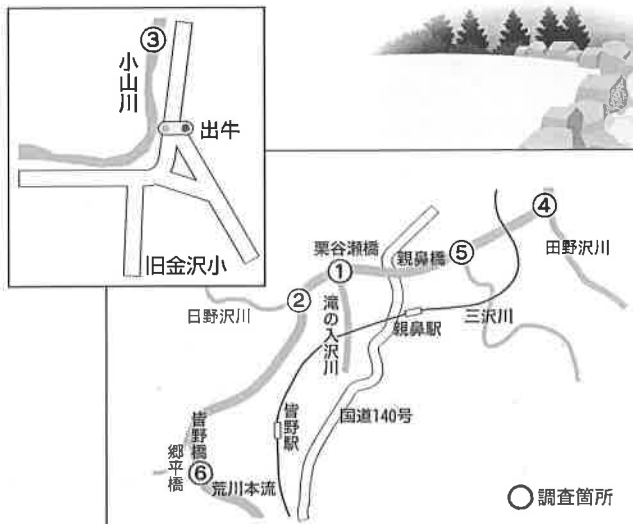 ③
小山川
出牛
旧金沢小
④
栗谷瀬橋
親鼻橋
⑤
田野沢川
①
②
日野沢川
滝の入沢川
親鼻駅
三沢川
皆野橋
皆野駅
国道140号
郷平橋
⑥
荒川本流
○調査箇所